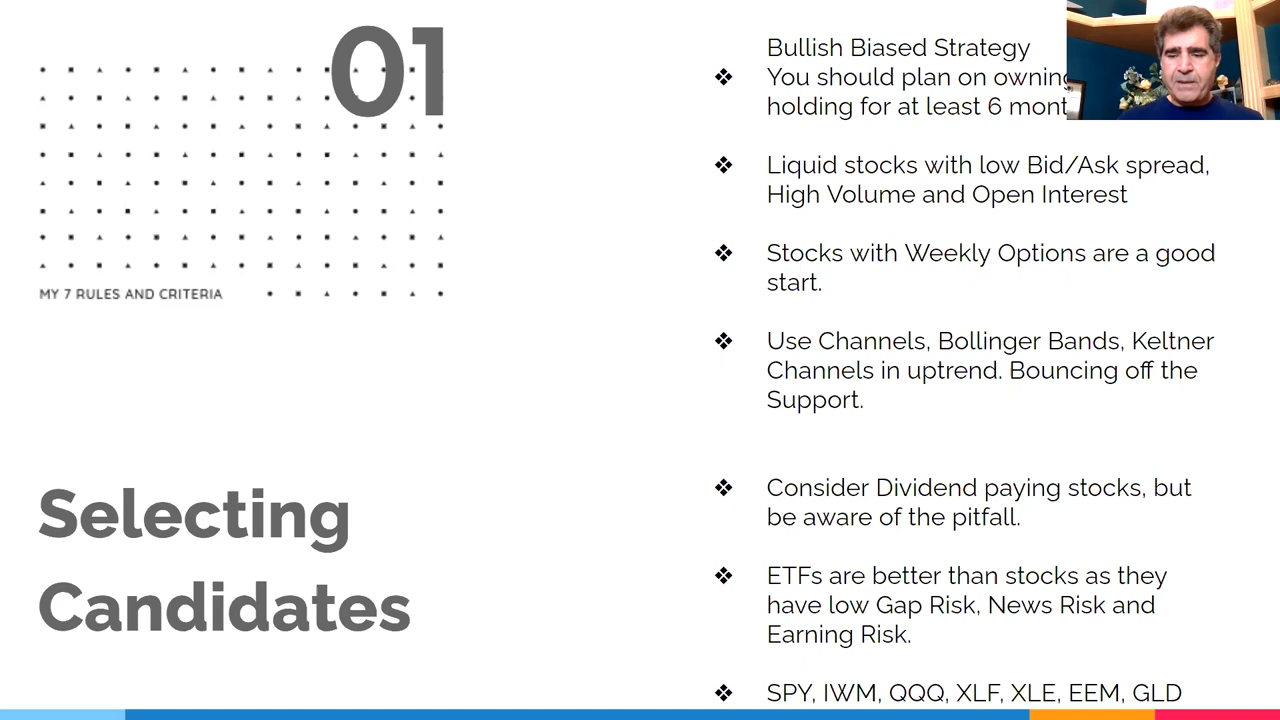 01
MY 7 RULES AND CRITERIA
Selecting
Candidates
Bullish Biased Strategy
❖ You should plan on owning
holding for at least 6
❖ Liquid stocks with low Bid/Ask spread,
High Volume and Open Interest
❖ Stocks with Weekly Options are a good
start.
❖ Use Channels, Bollinger Bands, Keltner
Channels in uptrend. Bouncing off the
Support.
❖ Consider Dividend paying stocks, but
be aware of the pitfall.
❖ ETFs are better than stocks as they
have low Gap Risk, News Risk and
Earning Risk.
❖ SPY, IWM, QQQ, XLF, XLE, EEM, GLD